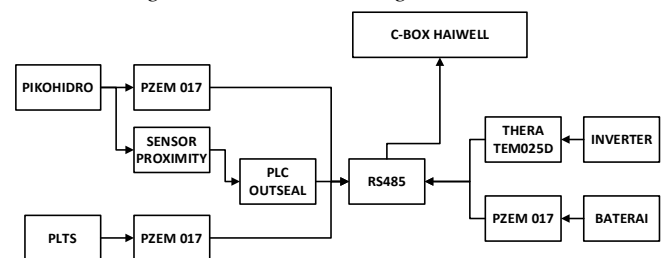 C-BOX HAIWELL
PIKOHIDRO
PZEM 017
SENSOR
PROXIMITY
PLC
OUTSEAL
RS485
THERA
TEM025D
INVERTER
PZEM 017
BATERAI
PLTS
PZEM 017